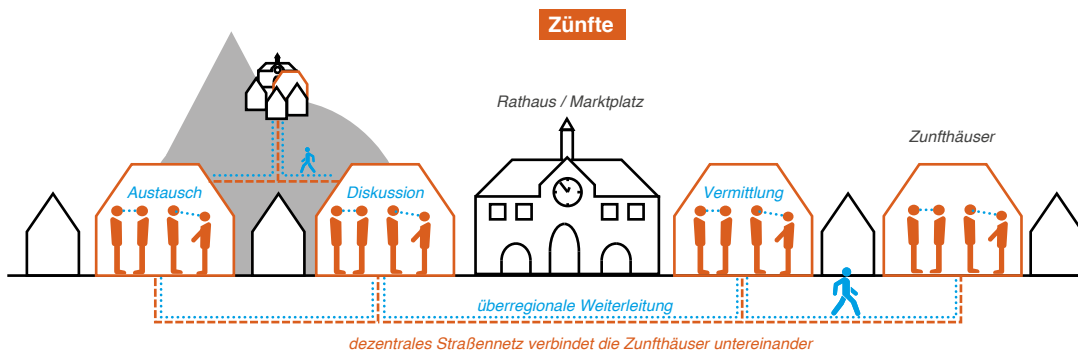 Zünfte
Rathaus / Marktplatz
Zunfthäuser
Austausch
Diskussion
Vermittlung
überregionale Weiterleitung
dezentrales Straßennetz verbindet die Zunfthäuser untereinander